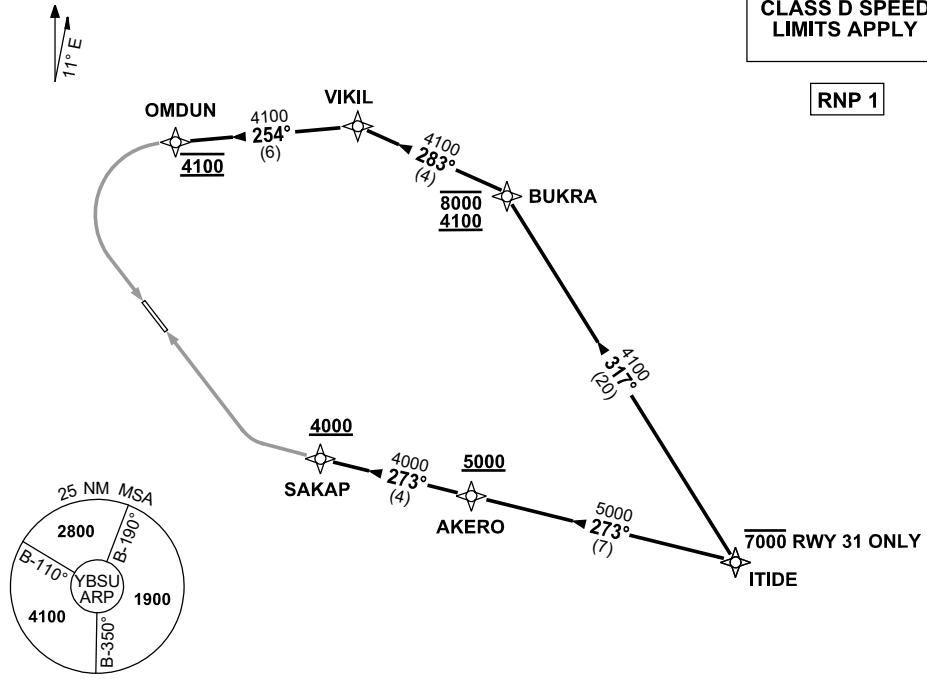 CLASS D SPEED
LIMITS APPLY
RNP 1
11° E
OMDUN
4100
VIKIL
4100
254°
(6)
4100
283°
(4)
BUKRA
8000
4100
4100
317°
(20)
4000
SAKAP
4000
273°
(4)
5000
AKERO
5000
273°
(7)
7000 RWY 31 ONLY
ITIDE
25 NM MSA
2800
B-190°
B-110°
YBSU
ARP
1900
4100
B-350°